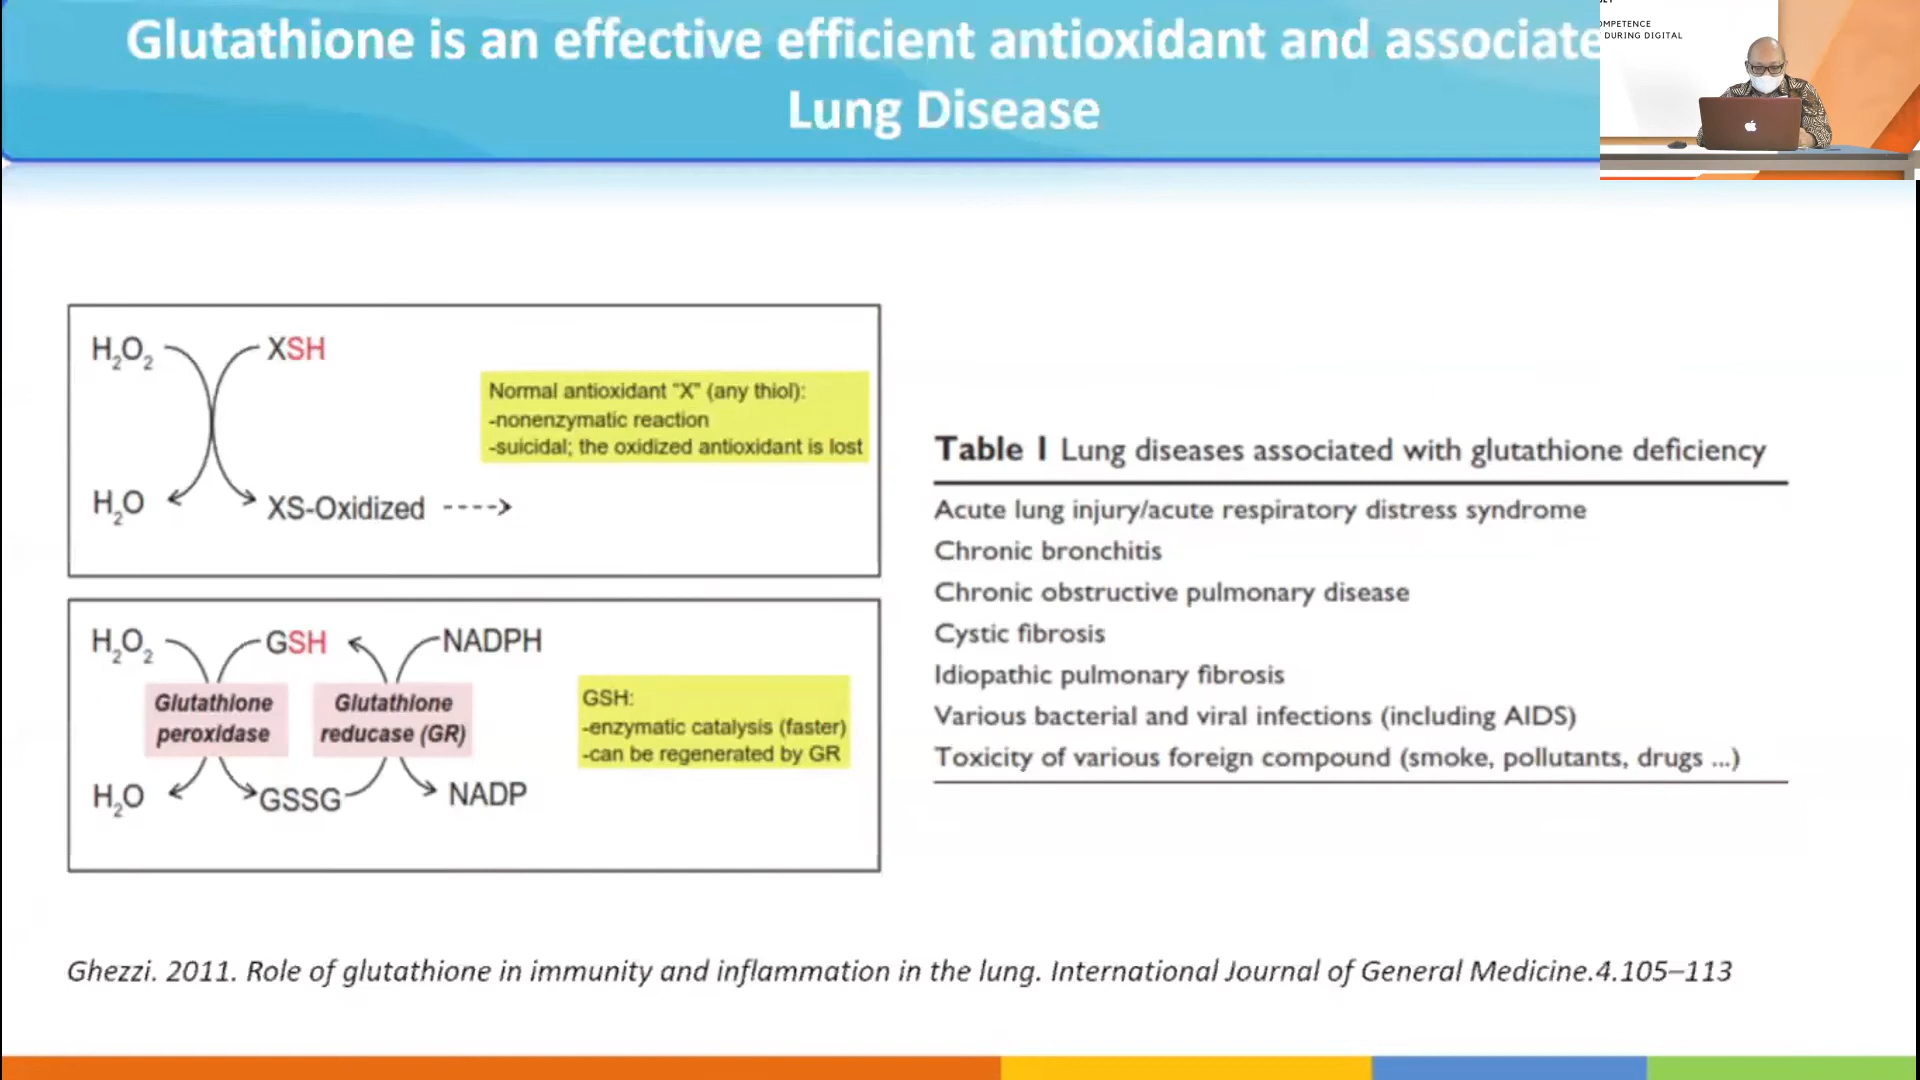 Glutathione is an effective efficient antioxidant and associate
Lung Disease
OMPETENCE
DURING DIGITAL
H2O2
XSH
Normal antioxidant "X" (any thiol):
-nonenzymatic reaction
-suicidal; the oxidized antioxidant is lost
H2O
XS-Oxidized
H2O2
GSH
NADPH
Glutathione
peroxidase
Glutathione
reducase (GR)
GSH:
-enzymatic catalysis (faster)
-can be regenerated by GR
H2O
GSSG
NADP
Table 1 Lung diseases associated with glutathione deficiency
Acute lung injury/acute respiratory distress syndrome
Chronic bronchitis
Chronic obstructive pulmonary disease
Cystic fibrosis
Idiopathic pulmonary fibrosis
Various bacterial and viral infections (including AIDS)
Toxicity of various foreign compound (smoke, pollutants, drugs ...)
Ghezzi. 2011. Role of glutathione in immunity and inflammation in the lung. International Journal of General Medicine.4.105–113